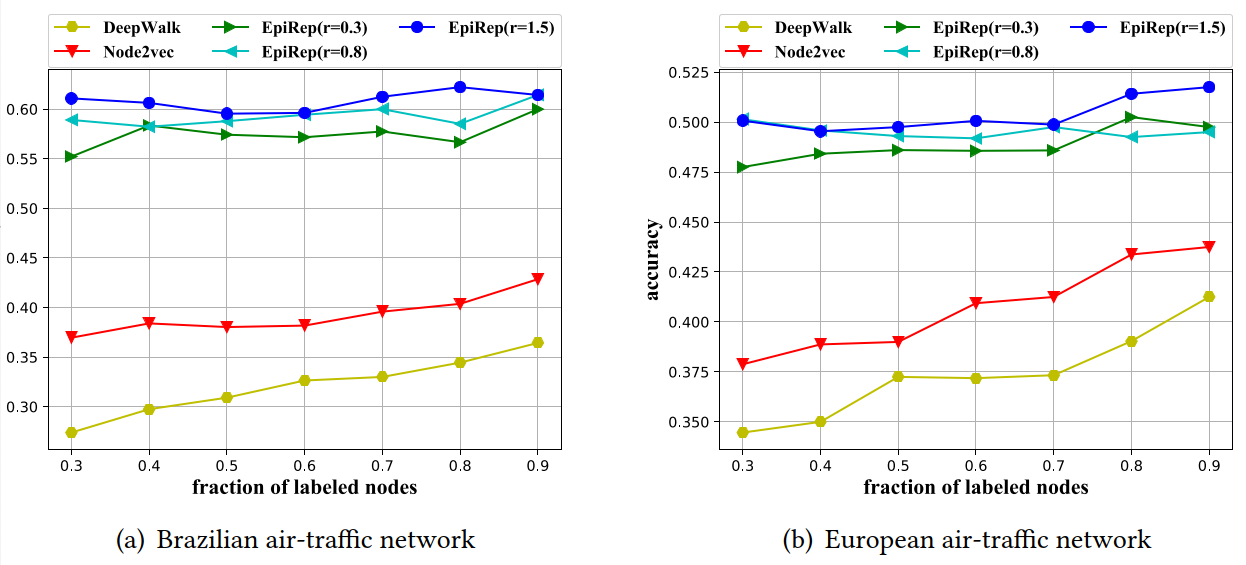 DeepWalk EpiRep(r=0.3) EpiRep(r=1.5)
Node2vec EpiRep(r=0.8)
0.60
0.55
0.50
0.45
0.40
0.35
0.30
0.3 0.4 0.5 0.6 0.7 0.8 0.9
fraction of labeled nodes
(a) Brazilian air-traffic network
DeepWalk EpiRep(r=0.3) EpiRep(r=1.5)
Node2vec EpiRep(r=0.8)
accuracy
0.525
0.500
0.475
0.450
0.425
0.400
0.375
0.350
0.3 0.4 0.5 0.6 0.7 0.8 0.9
fraction of labeled nodes
(b) European air-traffic network